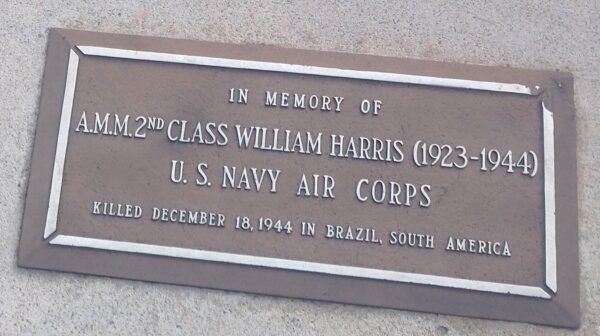 IN MEMORY OF
A.M.M. 2ND CLASS WILLIAM HARRIS (1923-1944)
U. S. NAVY AIR CORPS
KILLED DECEMBER 18, 1944 IN BRAZIL, SOUTH AMERICA